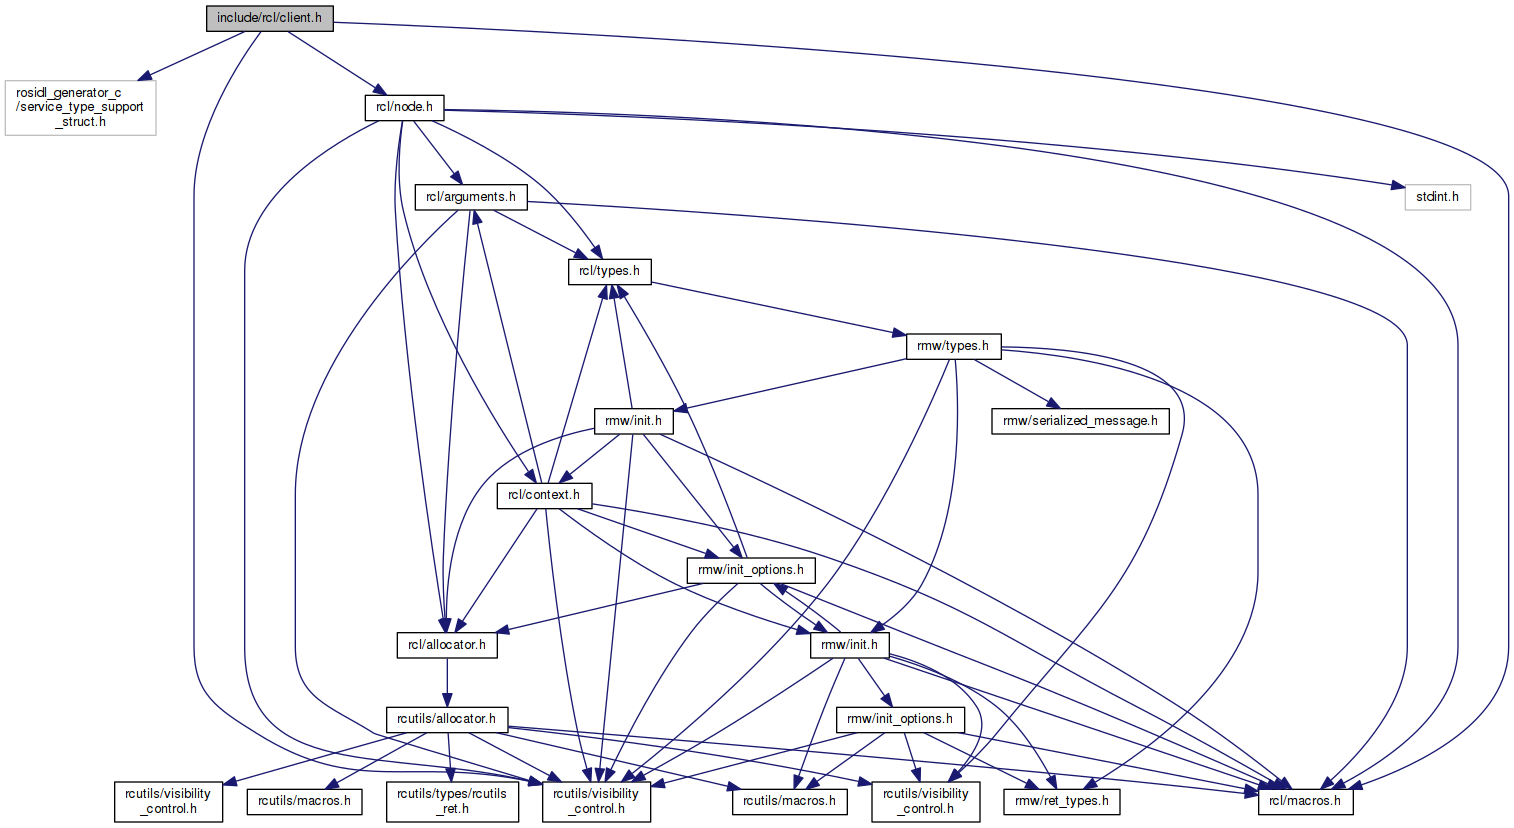 include/rcl/client.h
rosidl_generator_c
/service_type_support
_struct.h
rcl/node.h
rcl/arguments.h
stdint.h
rcl/types.h
rmw/types.h
rmw/init.h
rmw/serialized_message.h
rcl/context.h
rmw/init_options.h
rcl/allocator.h
rmw/init.h
rcutils/allocator.h
rmw/init_options.h
rcutils/visibility
_control.h
rcutils/macros.h
rcutils/types/rcutils
_ret.h
rcutils/visibility
_control.h
rcutils/macros.h
rcutils/visibility
_control.h
rmw/ret_types.h
rcl/macros.h